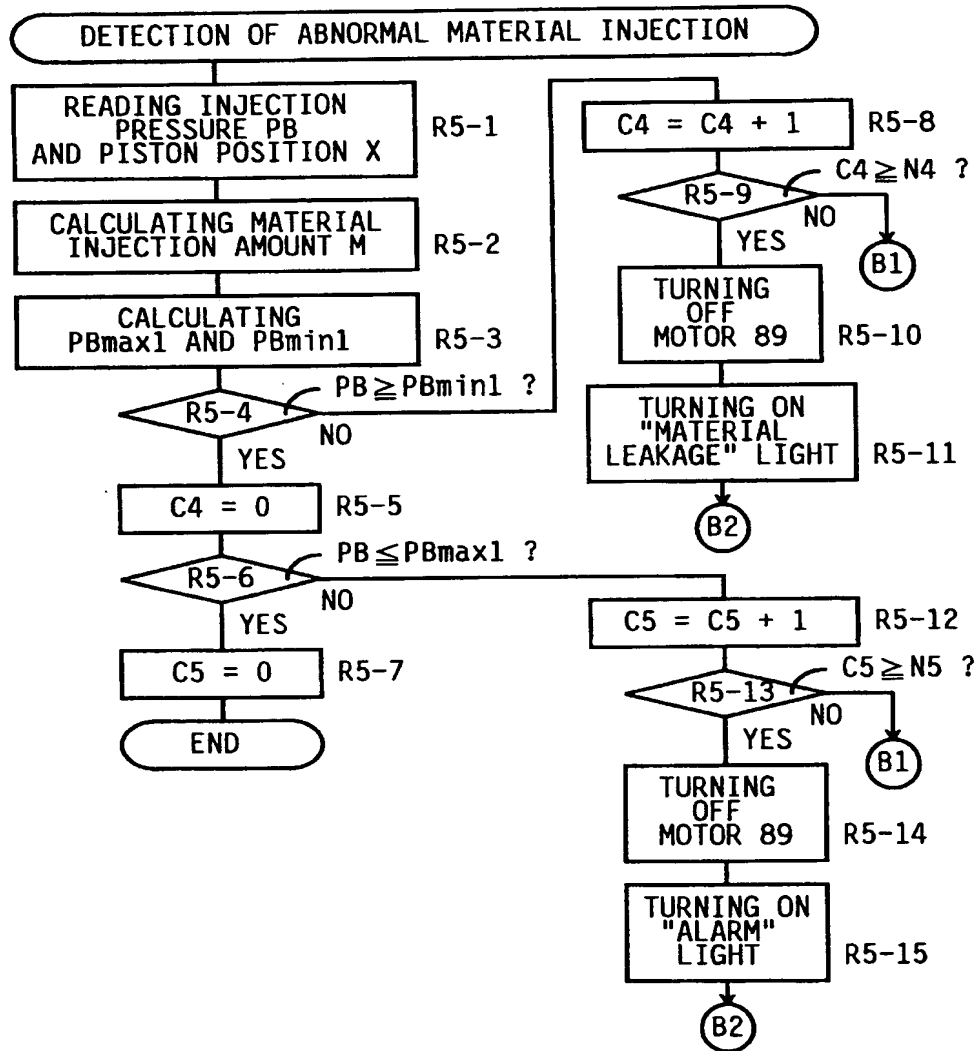 DETECTION OF ABNORMAL MATERIAL INJECTION
READING INJECTION
PRESSURE PB
AND PISTON POSITION X
R5-1
CALCULATING MATERIAL
INJECTION AMOUNT M
R5-2
CALCULATING
PBmax1 AND PBmin1
R5-3
PB≧PBmin1 ?
R5-4
NO
YES
C4 = 0
R5-5
PB≦PBmax1 ?
R5-6
NO
YES
C5 = 0
R5-7
END
C4 = C4 + 1
R5-8
C4≧N4 ?
R5-9
NO
YES
B1
TURNING
OFF
MOTOR 89
R5-10
TURNING ON
"MATERIAL
LEAKAGE" LIGHT
R5-11
B2
C5 = C5 + 1
R5-12
C5≧N5 ?
R5-13
NO
YES
B1
TURNING
OFF
MOTOR 89
R5-14
TURNING ON
"ALARM"
LIGHT
R5-15
B2